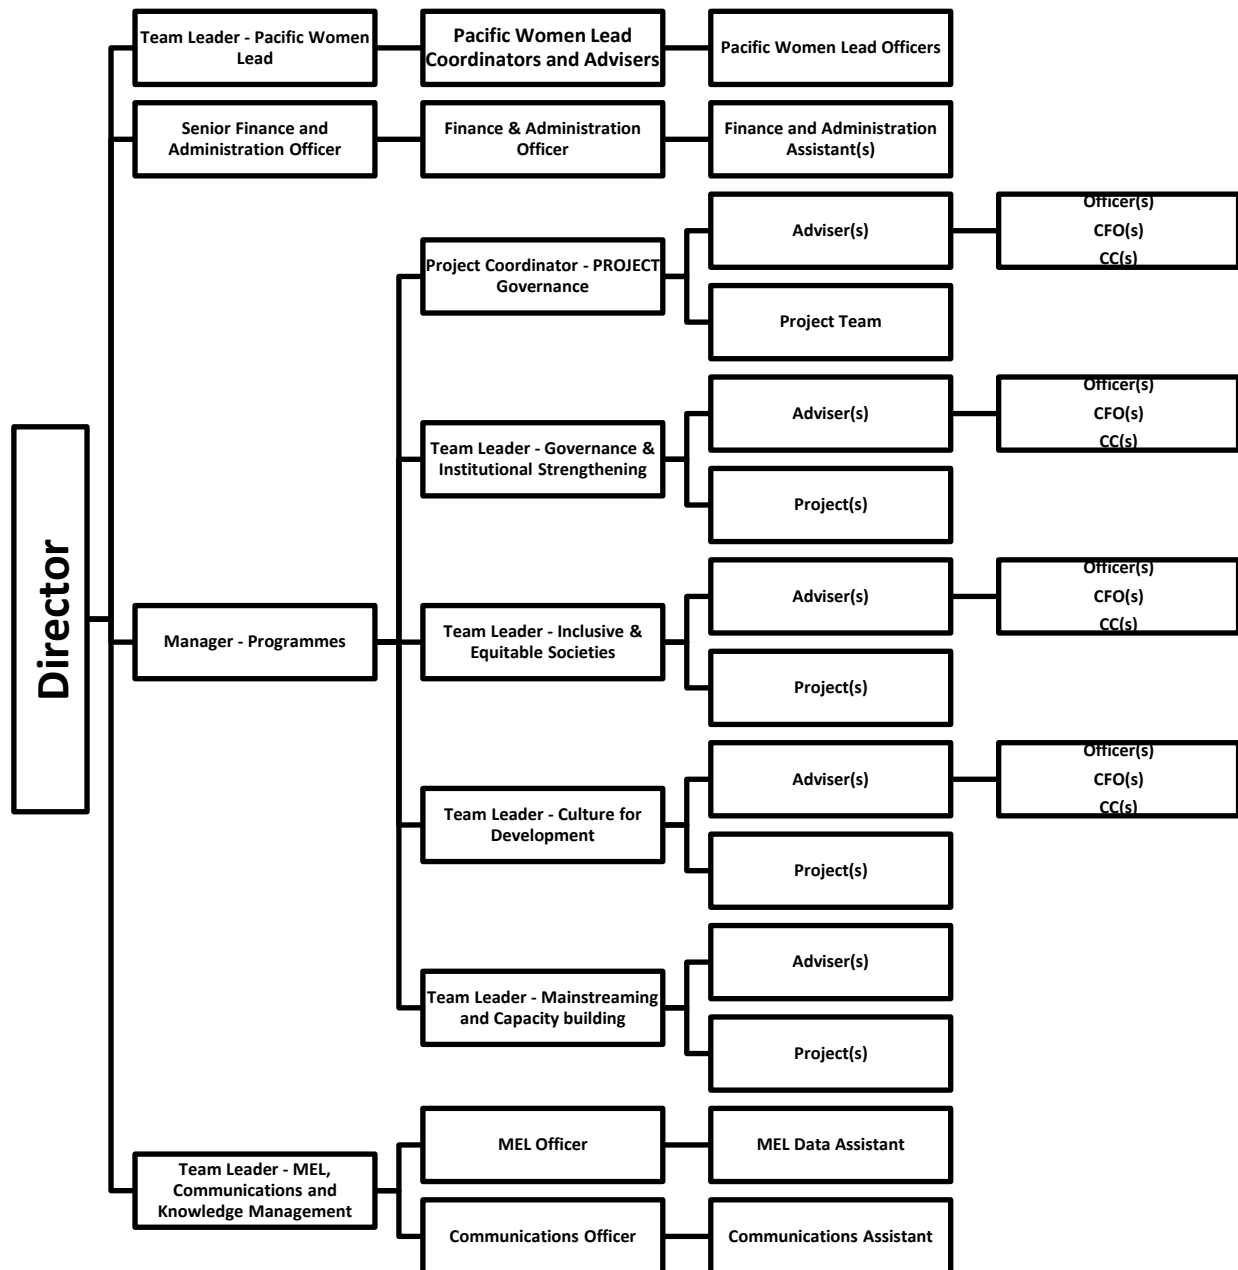 Team Leader - Pacific Women
Lead
Pacific Women Lead
Coordinators and Advisers
Pacific Women Lead Officers
Senior Finance and
Administration Officer
Finance & Administration
Officer
Finance and Administration
Assistant(s)
Director
Manager - Programmes
Project Coordinator - PROJECT
Governance
Adviser(s)
Officer(s)
CFO(s)
CC(s)
Project Team
Team Leader - Governance &
Institutional Strengthening
Adviser(s)
Officer(s)
CFO(s)
CC(s)
Project(s)
Team Leader - Inclusive &
Equitable Societies
Adviser(s)
Officer(s)
CFO(s)
CC(s)
Project(s)
Team Leader - Culture for
Development
Adviser(s)
Officer(s)
CFO(s)
CC(s)
Project(s)
Team Leader - Mainstreaming
and Capacity building
Adviser(s)
Project(s)
Team Leader - MEL,
Communications and
Knowledge Management
MEL Officer
MEL Data Assistant
Communications Officer
Communications Assistant